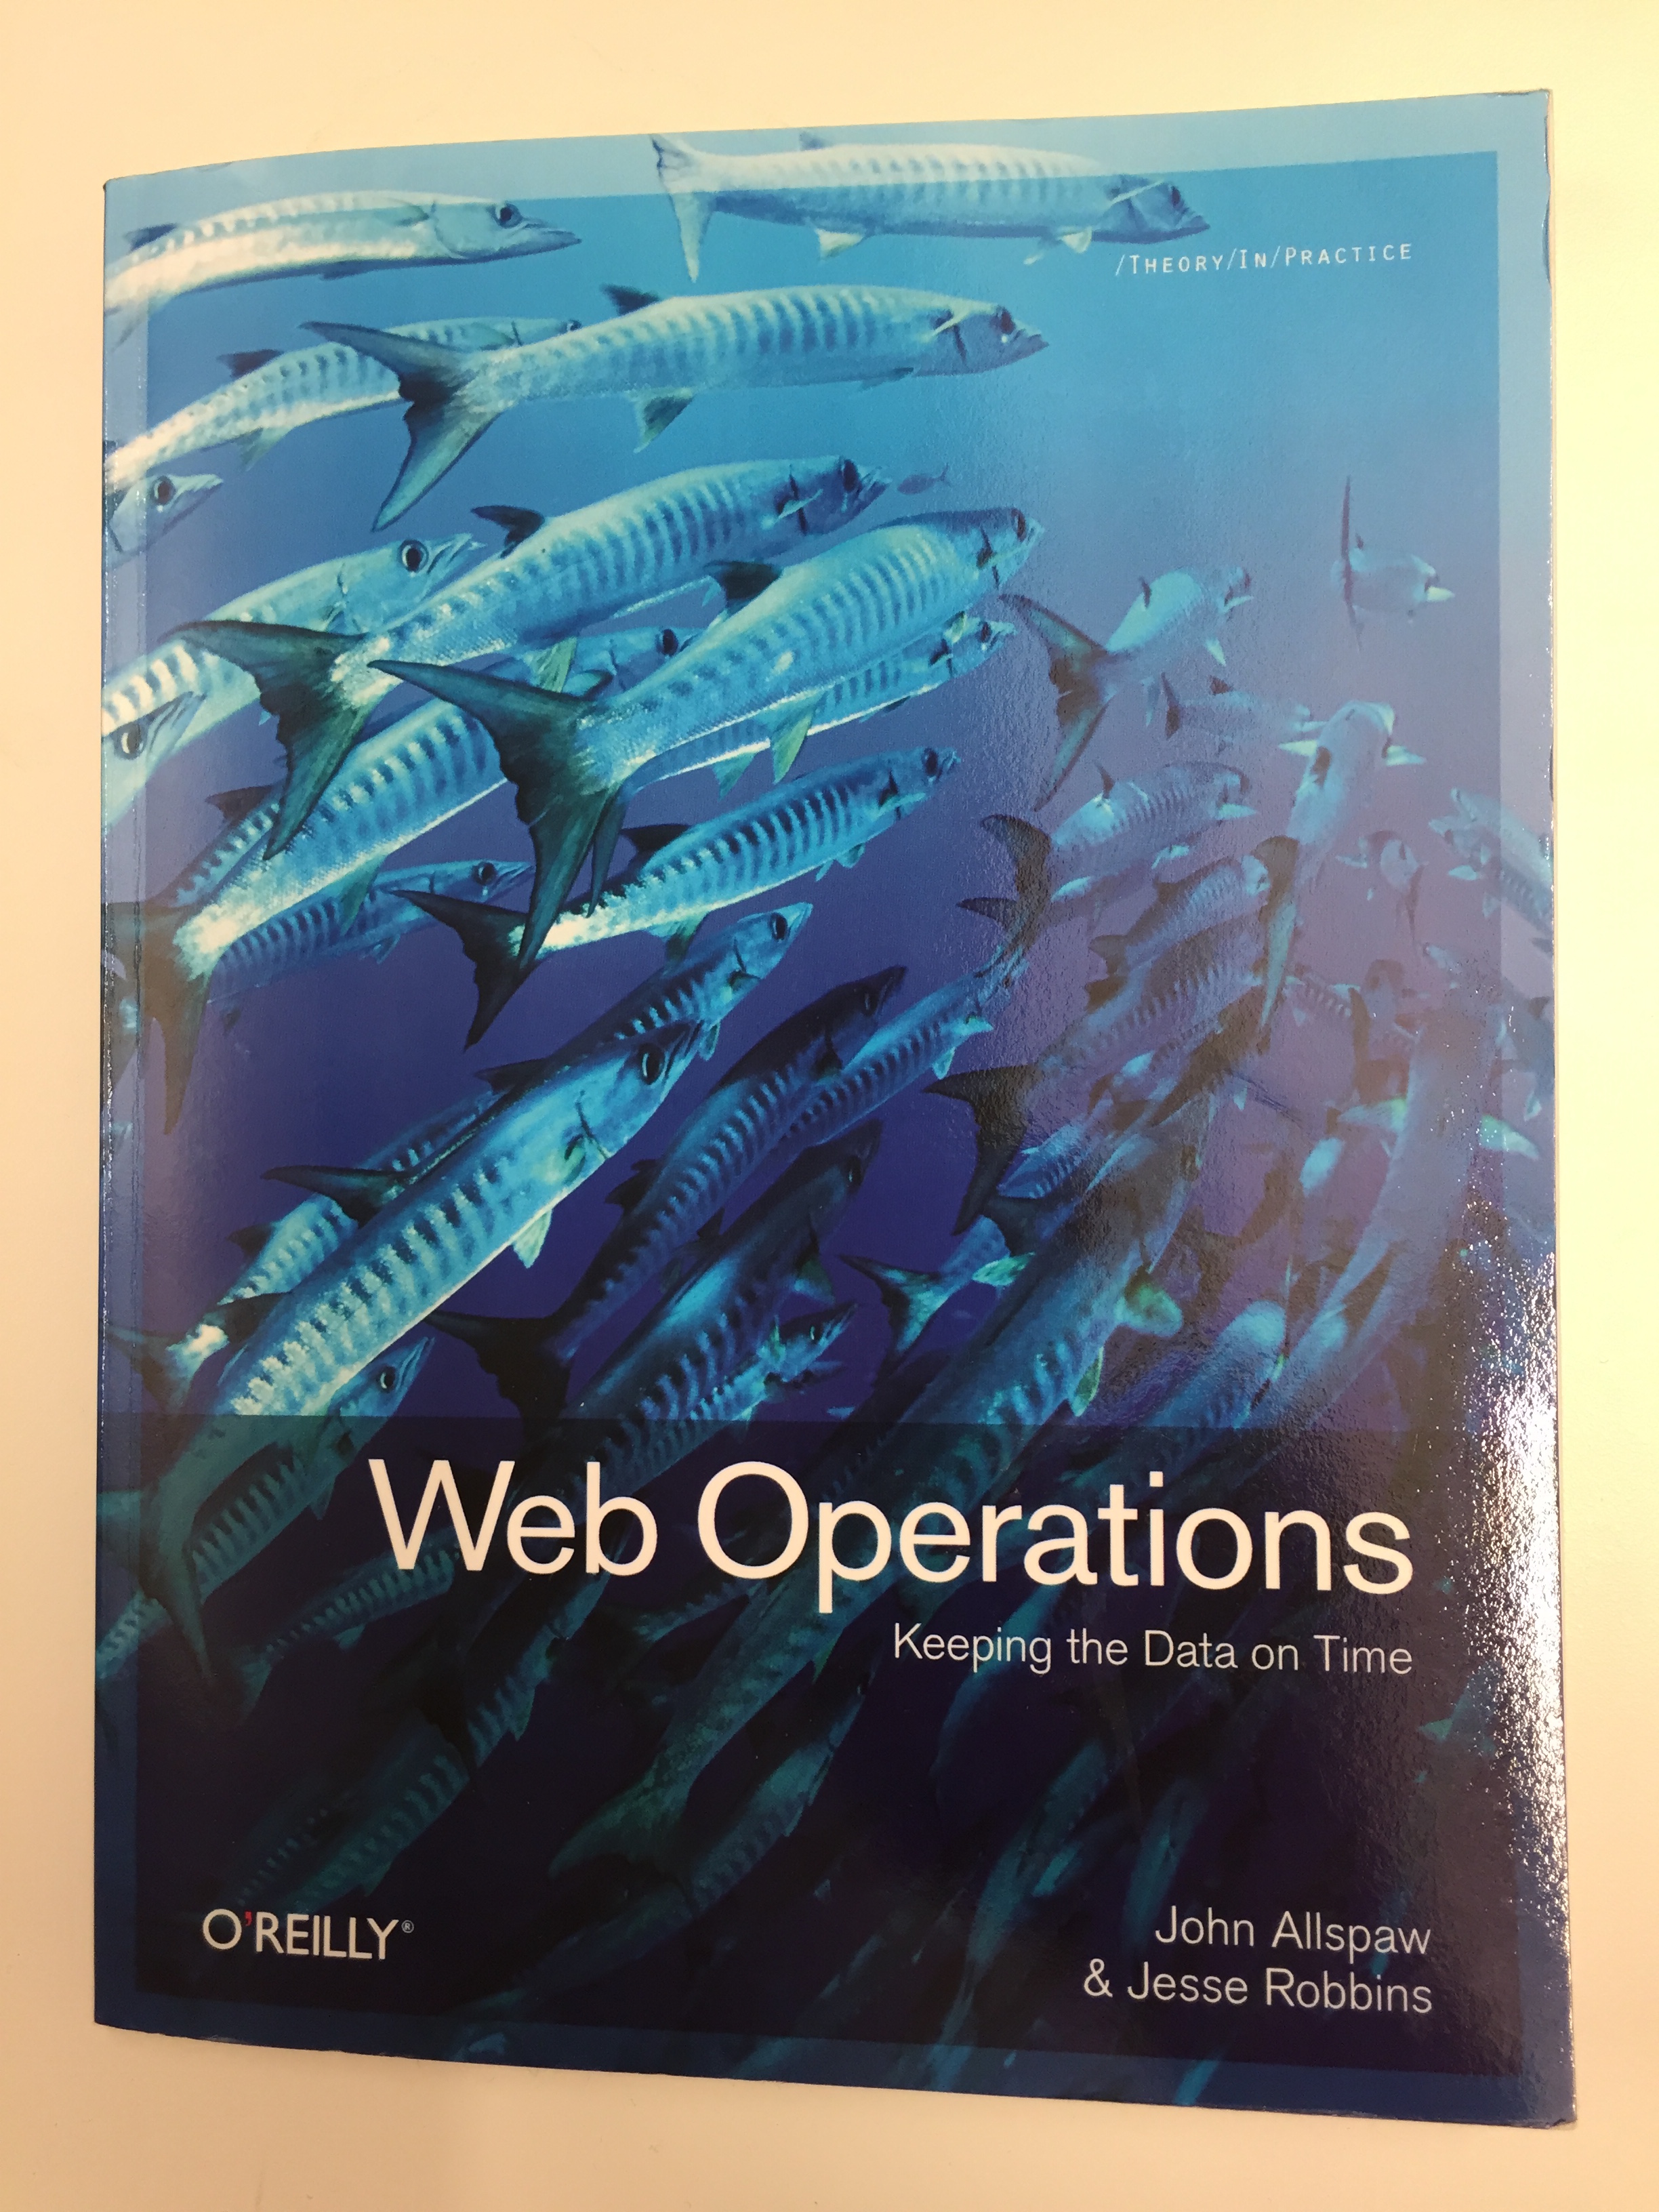 /THEORY/IN/PRACTICE
Web Operations
Keeping the Data on Time
O'REILLY®
John Allspaw
& Jesse Robbins